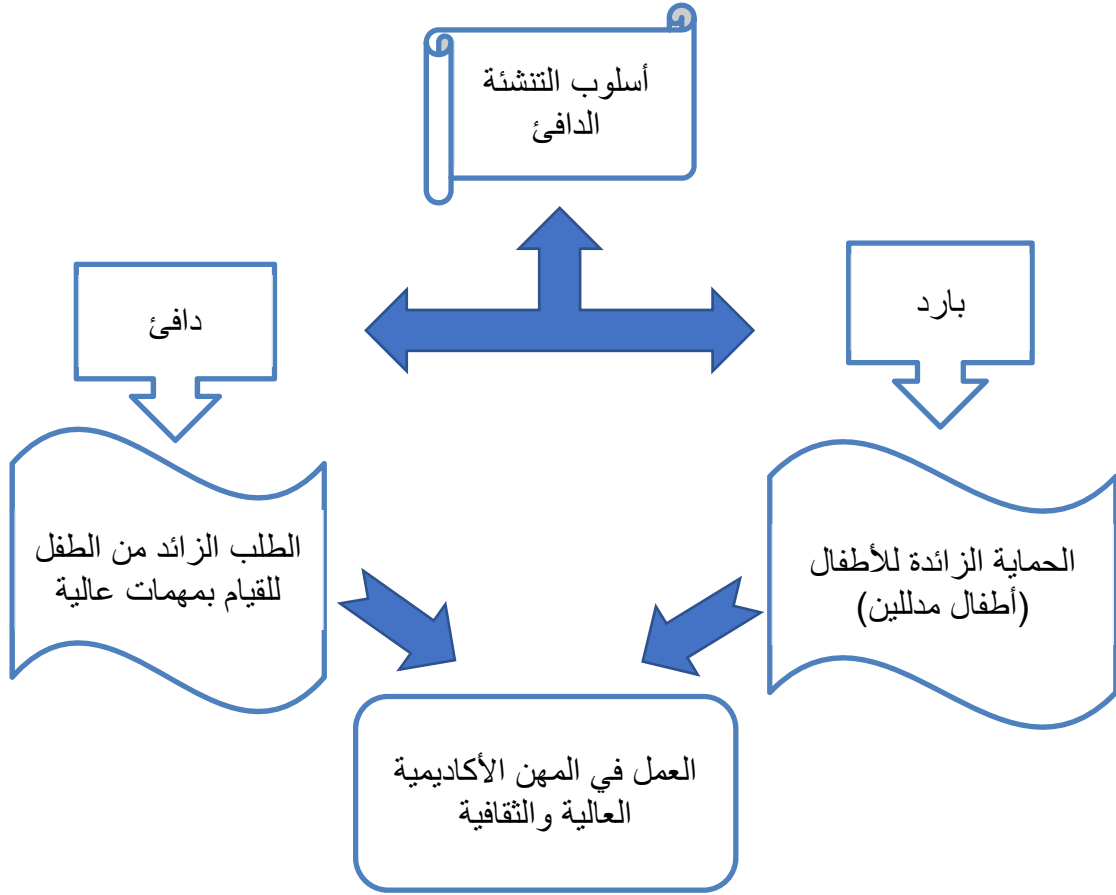 أسلوب التنشئة
الدافئ
بارد
دافئ
الحماية الزائدة للأطفال
(أطفال مدللين)
الطلب الزائد من الطفل
للقيام بمهمات عالية
العمل في المهن الأكاديمية
العالية والثقافية